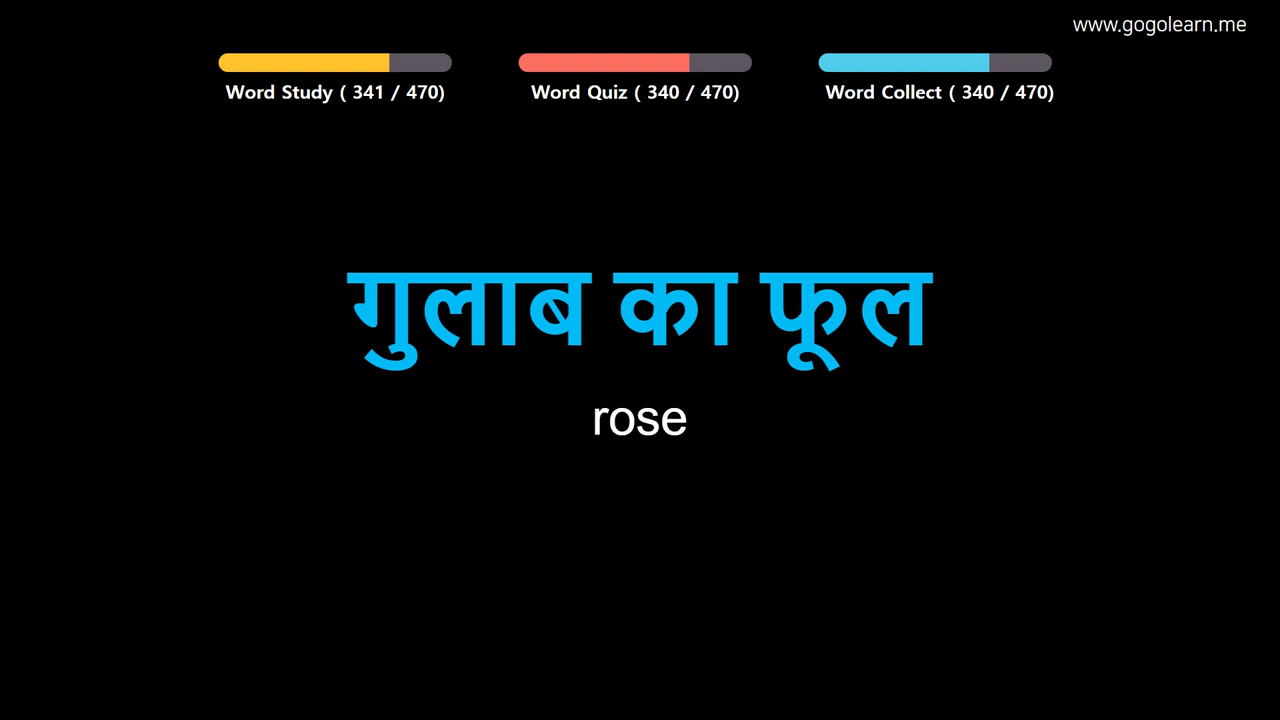 www.gogolearn.me
Word Study ( 341 / 470)
Word Quiz ( 340 / 470)
Word Collect ( 340 / 470)
गुलाब का फूल
rose